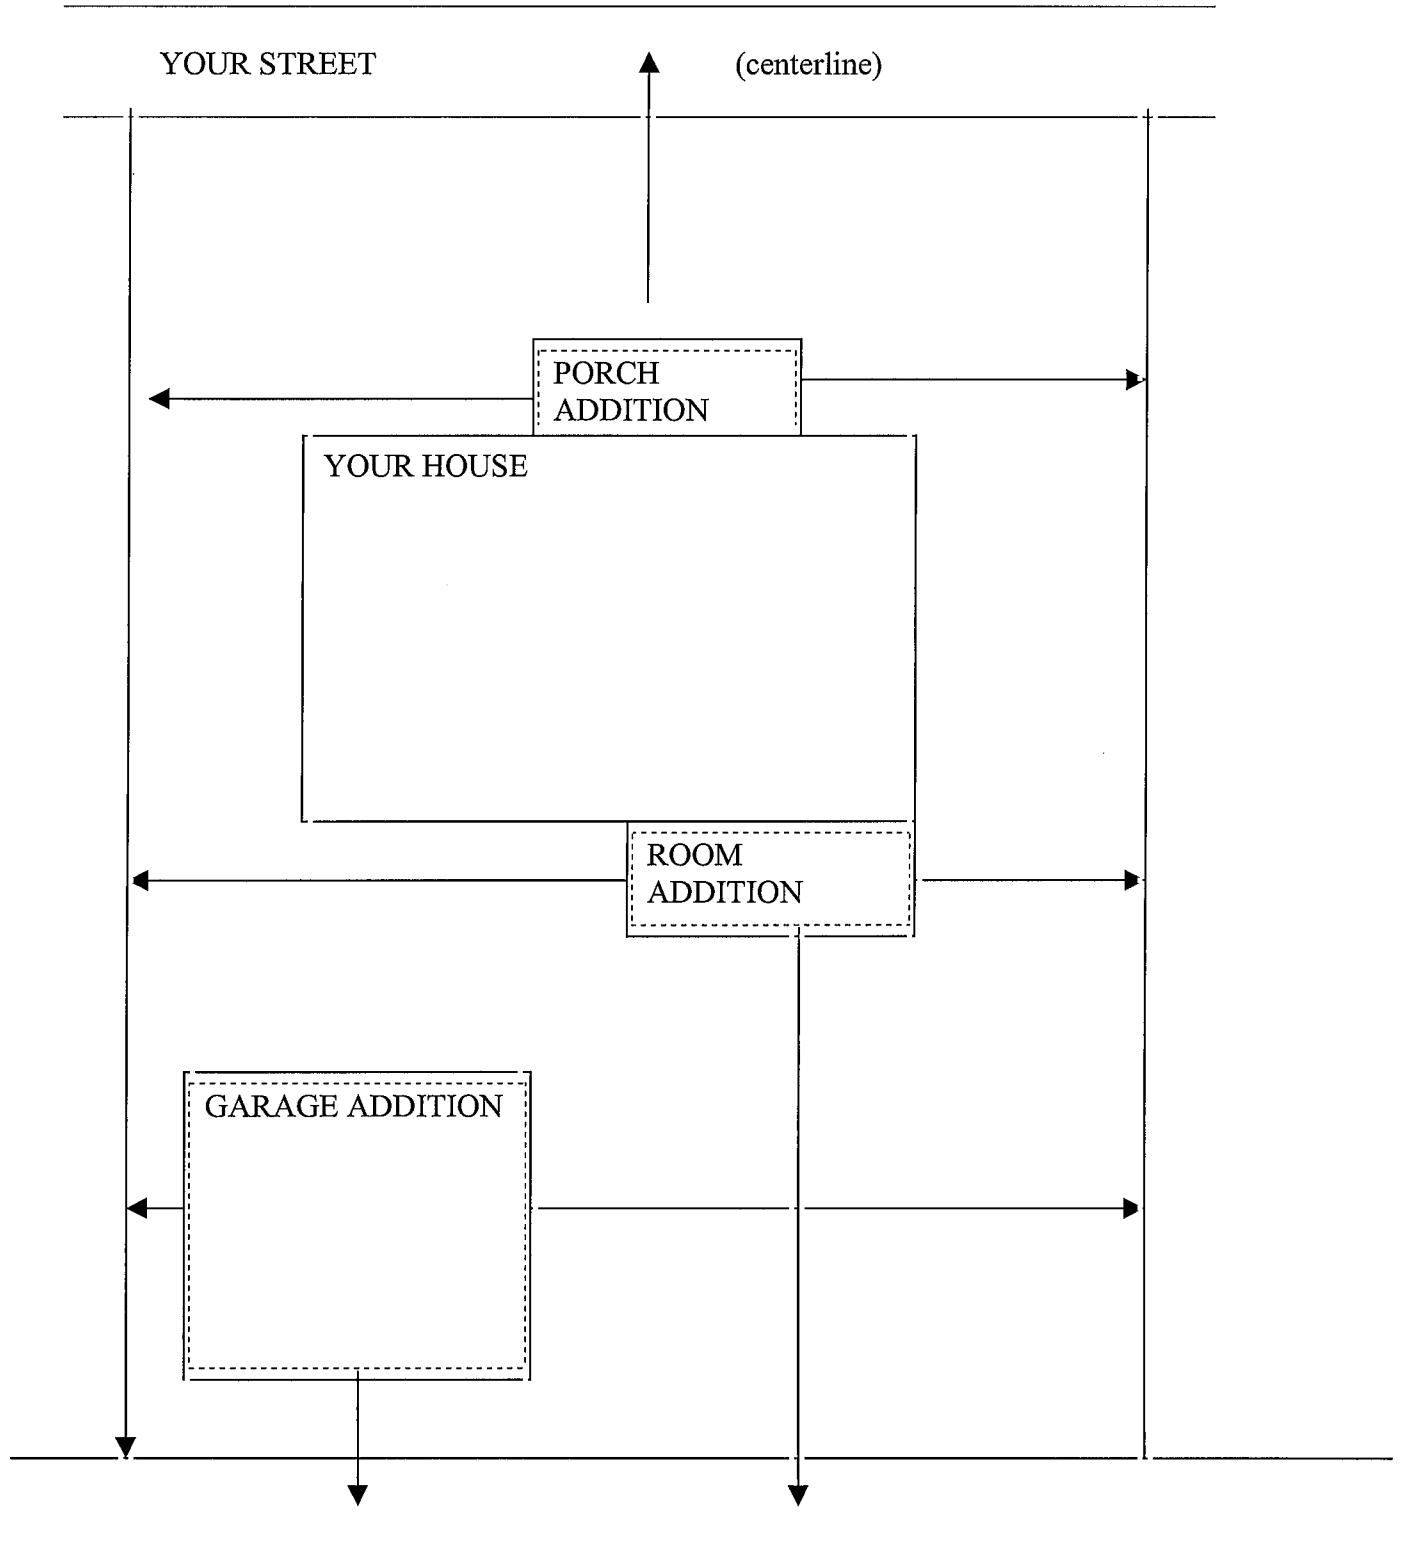 YOUR STREET (centerline)
PORCH
ADDITION
YOUR HOUSE
ROOM
ADDITION
GARAGE ADDITION